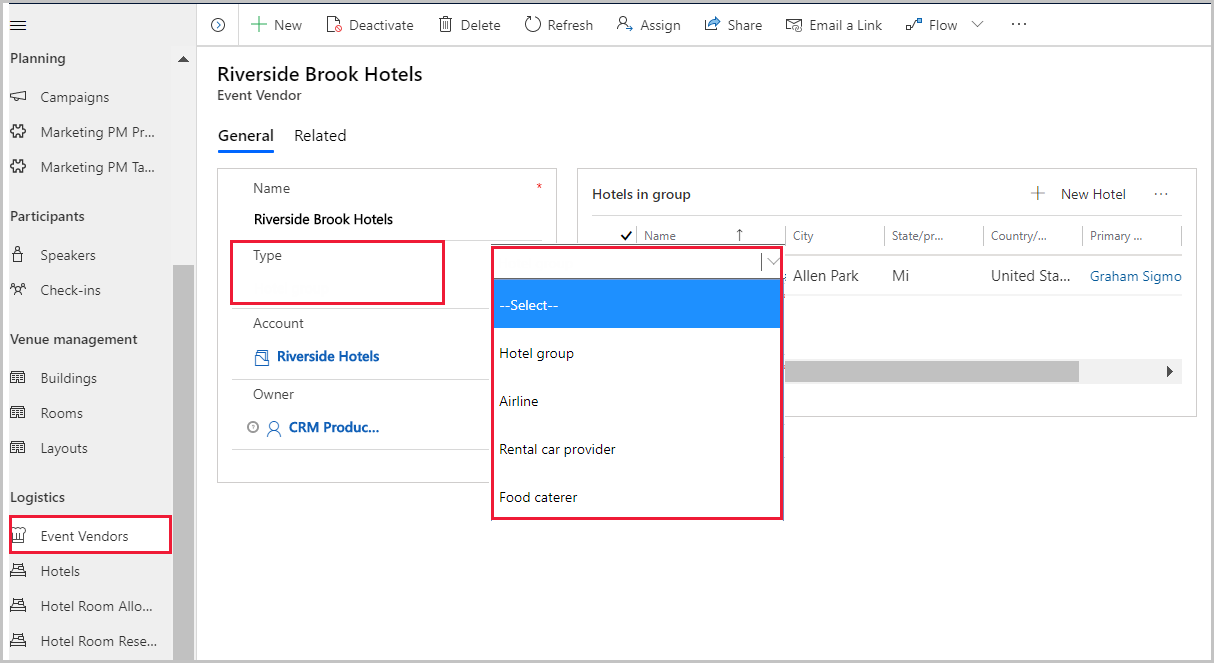 New Deactivate Delete Refresh Assign Share Email a Link Flow ...
Planning
Campaigns
Marketing PM Pr...
Marketing PM Ta...
Participants
Speakers
Check-ins
Venue management
Buildings
Rooms
Layouts
Logistics
Event Vendors
Hotels
Hotel Room Allo...
Hotel Room Rese...
Riverside Brook Hotels
Event Vendor
General Related
Name *
Riverside Brook Hotels
Type
Account
Riverside Hotels
Owner
CRM Produc...
--Select--
Hotel group
Airline
Rental car provider
Food caterer
Hotels in group
New Hotel ...
Name City State/pr... Country/... Primary ...
Allen Park Mi United Sta... Graham Sigmo